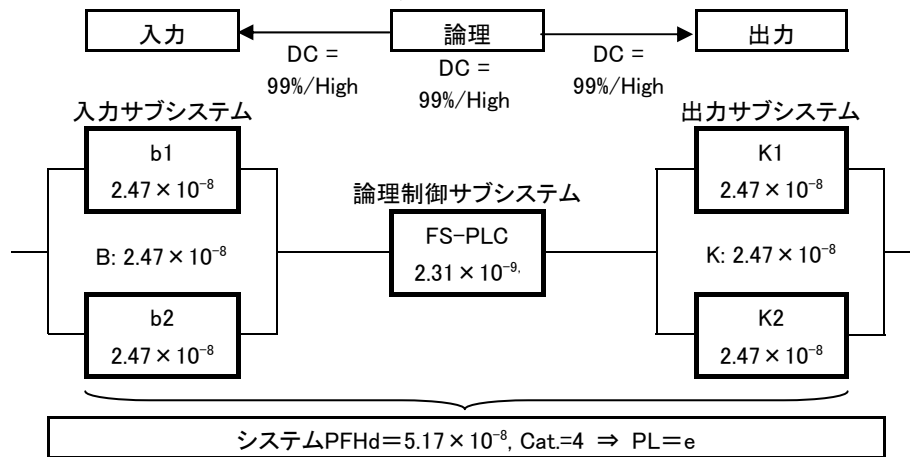 入力
論理
出力
DC =
99%/High
DC =
99%/High
DC =
99%/High
入力サブシステム
出力サブシステム
b1
2.47×10⁻⁸
K1
2.47×10⁻⁸
論理制御サブシステム
FS-PLC
2.31×10⁻⁹,
B: 2.47×10⁻⁸
K: 2.47×10⁻⁸
b2
2.47×10⁻⁸
K2
2.47×10⁻⁸
システムPFHd=5.17×10⁻⁸, Cat.=4 ⇒ PL=e